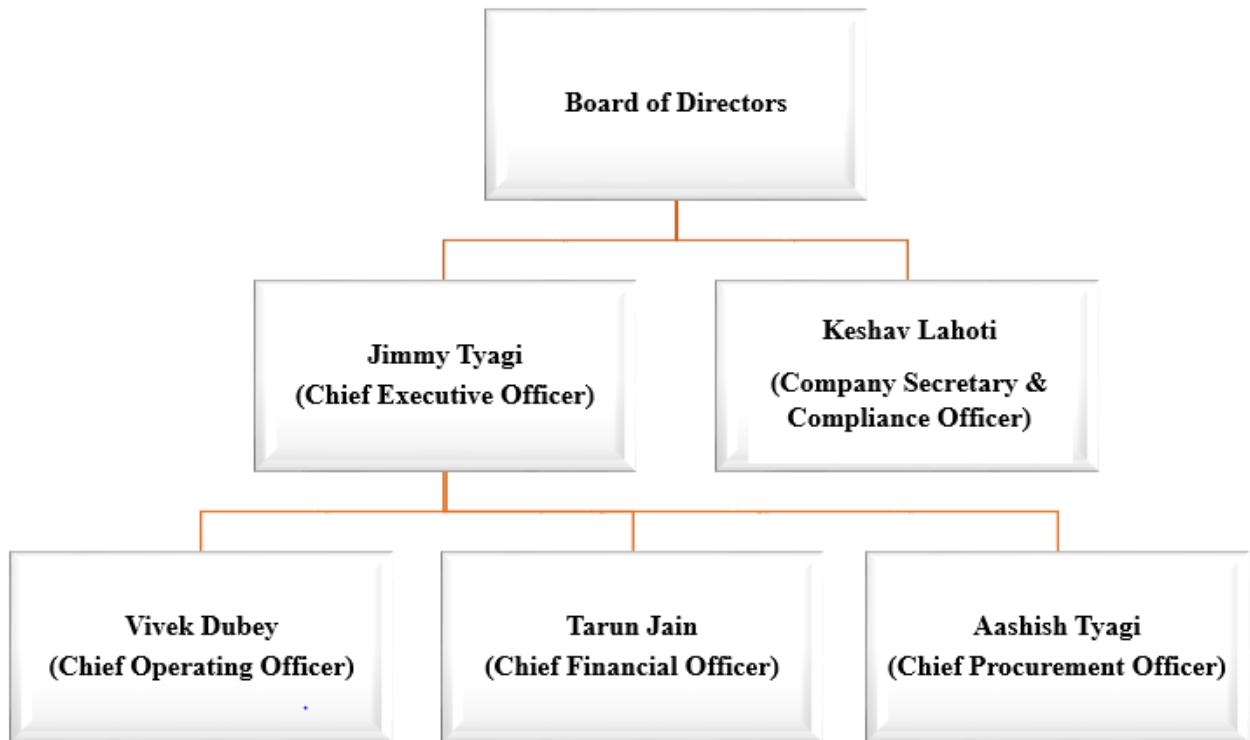 Board of Directors
Jimmy Tyagi
(Chief Executive Officer)
Keshav Lahoti
(Company Secretary &
Compliance Officer)
Vivek Dubey
(Chief Operating Officer)
Tarun Jain
(Chief Financial Officer)
Aashish Tyagi
(Chief Procurement Officer)